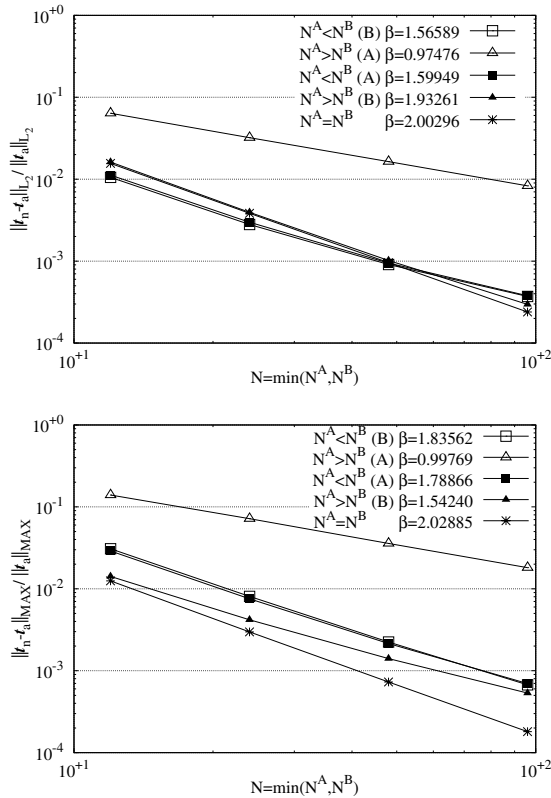 10^0
N^A<N^B (B) β=1.56589
N^A>N^B (A) β=0.97476
N^A<N^B (A) β=1.59949
N^A>N^B (B) β=1.93261
N^A=N^B β=2.00296
10^-1
10^-2
10^-3
10^-4
||t_n-t_a||_L_2 / ||t_a||_L_2
10^+1
10^+2
N=min(N^A,N^B)
10^0
N^A<N^B (B) β=1.83562
N^A>N^B (A) β=0.99769
N^A<N^B (A) β=1.78866
N^A>N^B (B) β=1.54240
N^A=N^B β=2.02885
10^-1
10^-2
10^-3
10^-4
||t_n-t_a||_MAX / ||t_a||_MAX
10^+1
10^+2
N=min(N^A,N^B)